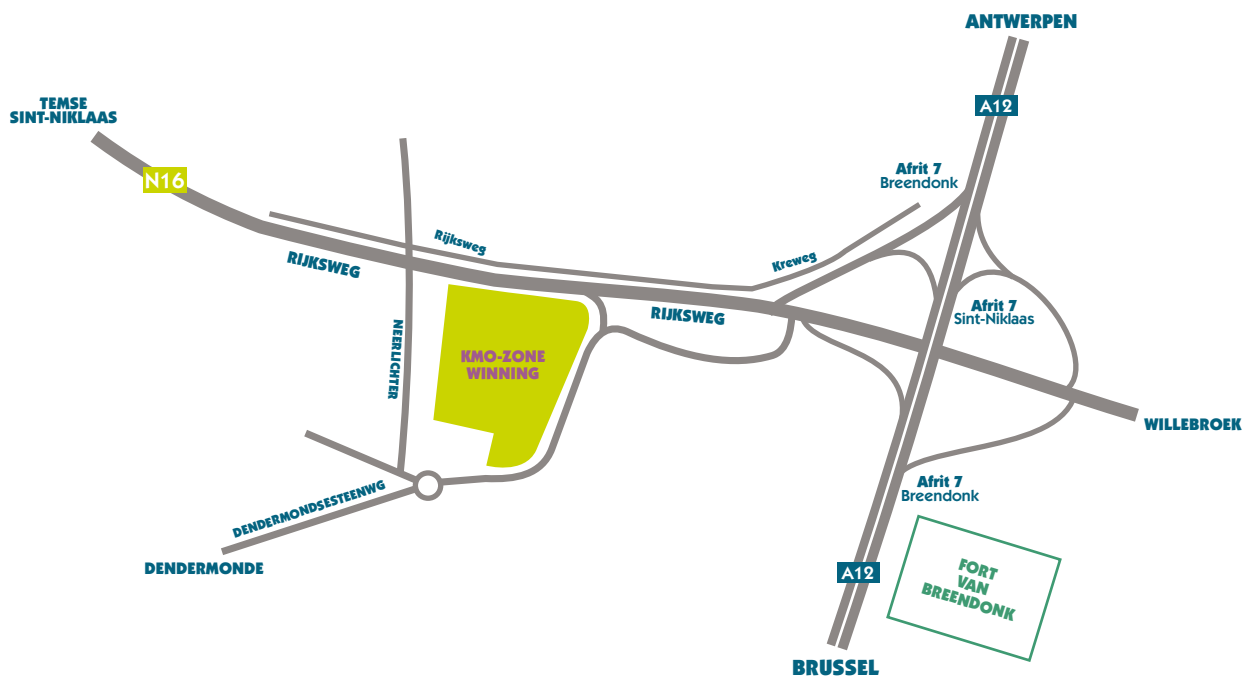 ANTWERPEN
A12
TEMSE
SINT-NIKLAAS
N16
Afrit 7
Breendonk
Rijksweg
Kreweg
RIJKSWEG
RIJKSWEG
Afrit 7
Sint-Niklaas
NEERLICHTER
KMO-ZONE
WINNING
WILLEBROEK
Afrit 7
Breendonk
DENDERMONDSESTEENWG
DENDERMONDE
A12
FORT
VAN
BREENDONK
BRUSSEL